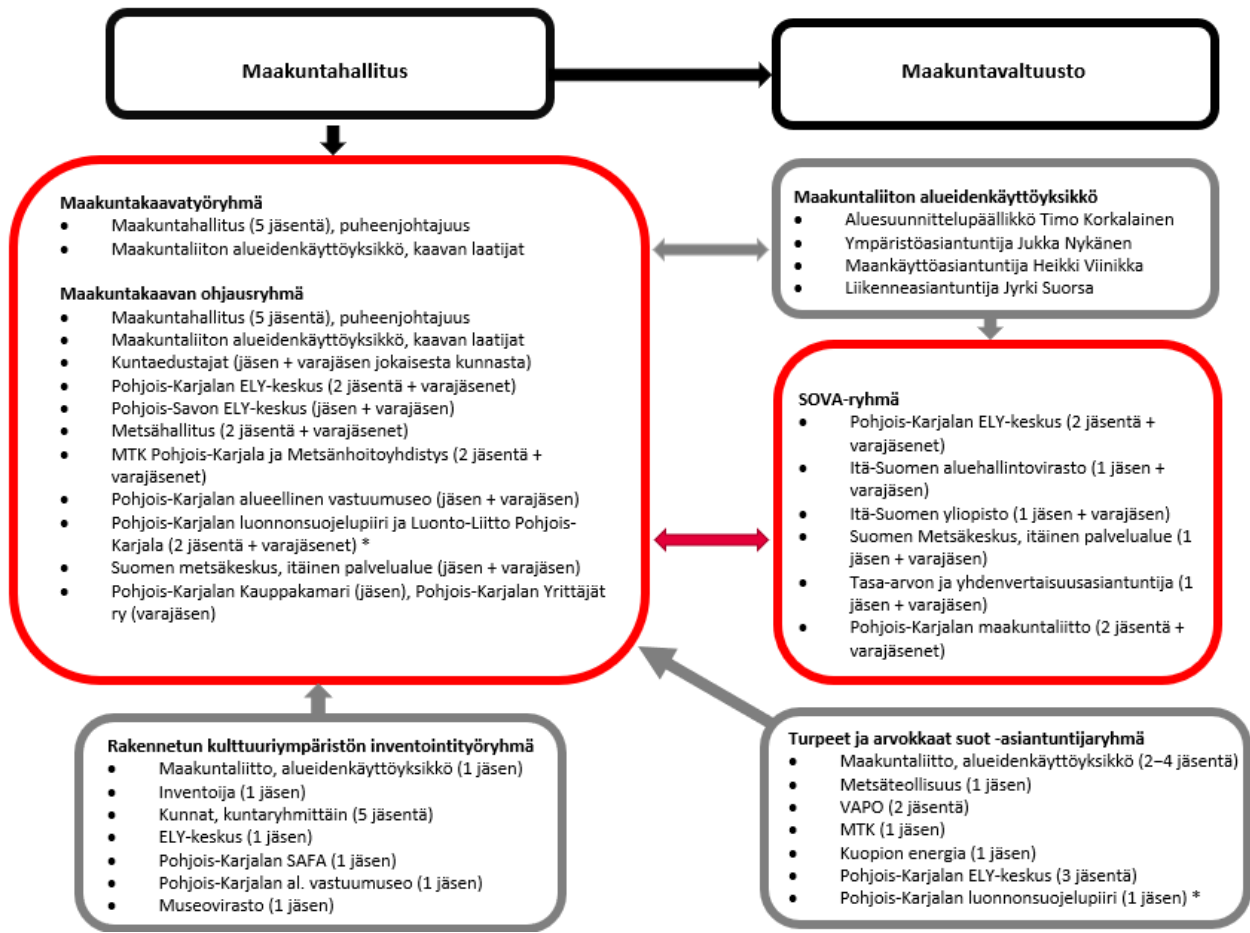 Maakuntahallitus
Maakuntavaltuusto
Maakuntakaavatyöryhmä
• Maakuntahallitus (5 jäsentä), puheenjohtajuus
• Maakuntaliiton alueidenkäyttöyksikkö, kaavan laatijat
Maakuntakaavan ohjausryhmä
• Maakuntahallitus (5 jäsentä), puheenjohtajuus
• Maakuntaliiton alueidenkäyttöyksikkö, kaavan laatijat
• Kuntaedustajat (jäsen + varajäsen jokaisesta kunnasta)
• Pohjois-Karjalan ELY-keskus (2 jäsentä + varajäsenet)
• Pohjois-Savon ELY-keskus (jäsen + varajäsen)
• Metsähallitus (2 jäsentä + varajäsenet)
• MTK Pohjois-Karjala ja Metsänhoitoyhdistys (2 jäsentä +
varajäsenet)
• Pohjois-Karjalan alueellinen vastuumuseo (jäsen + varajäsen)
• Pohjois-Karjalan luonnonsuojelupiiri ja Luonto-Liitto Pohjois-
Karjala (2 jäsentä + varajäsenet) *
• Suomen metsäkeskus, itäinen palvelualue (jäsen + varajäsen)
• Pohjois-Karjalan Kauppakamari (jäsen), Pohjois-Karjalan Yrittäjät
ry (varajäsen)
Maakuntaliiton alueidenkäyttöyksikkö
• Aluesuunnittelupäällikkö Timo Korkalainen
• Ympäristöasiantuntija Jukka Nykänen
• Maankäyttöasiantuntija Heikki Viinikka
• Liikenneasiantuntija Jyrki Suorsa
SOVA-ryhmä
• Pohjois-Karjalan ELY-keskus (2 jäsentä +
varajäsenet)
• Itä-Suomen aluehallintovirasto (1 jäsen +
varajäsen)
• Itä-Suomen yliopisto (1 jäsen + varajäsen)
• Suomen Metsäkeskus, itäinen palvelualue (1
jäsen + varajäsen)
• Tasa-arvon ja yhdenvertaisuusasiantuntija (1
jäsen + varajäsen)
• Pohjois-Karjalan maakuntaliitto (2 jäsentä +
varajäsenet)
Rakennetun kulttuuriympäristön inventointityöryhmä
• Maakuntaliitto, alueidenkäyttöyksikkö (1 jäsen)
• Inventoija (1 jäsen)
• Kunnat, kuntaryhmittäin (5 jäsentä)
• ELY-keskus (1 jäsen)
• Pohjois-Karjalan SAFA (1 jäsen)
• Pohjois-Karjalan al. vastuumuseo (1 jäsen)
• Museovirasto (1 jäsen)
Turpeet ja arvokkaat suot -asiantuntijaryhmä
• Maakuntaliitto, alueidenkäyttöyksikkö (2–4 jäsentä)
• Metsäteollisuus (1 jäsen)
• VAPO (2 jäsentä)
• MTK (1 jäsen)
• Kuopion energia (1 jäsen)
• Pohjois-Karjalan ELY-keskus (3 jäsentä)
• Pohjois-Karjalan luonnonsuojelupiiri (1 jäsen) *